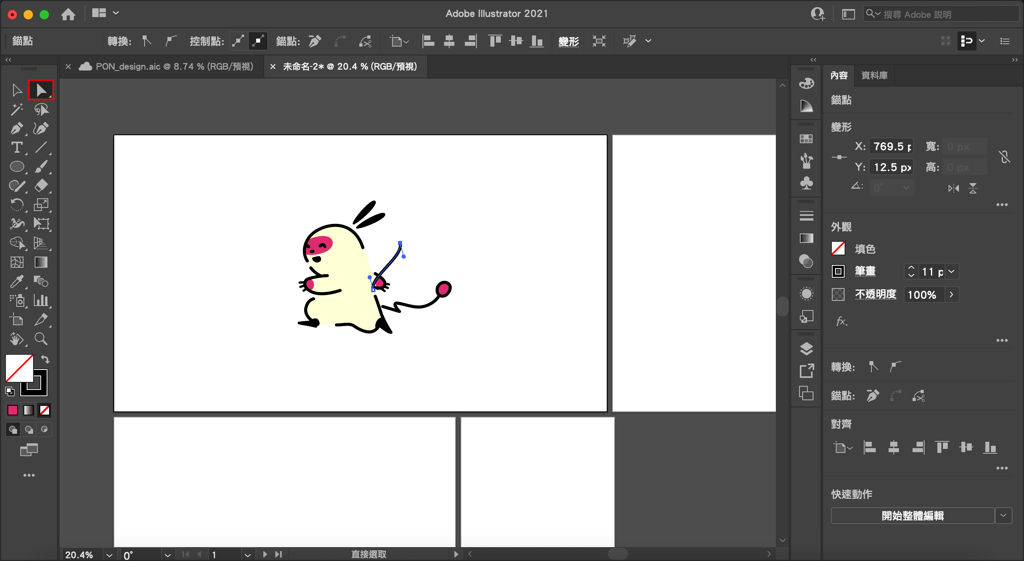 Adobe Illustrator 2021
搜尋 Adobe 說明
錨點 轉換: 控制點: 錨點: 變形
× PON_design.aic @ 8.74 % (RGB/預視) × 未命名-2* @ 20.4 % (RGB/預視)
內容 資料庫
錨點
變形
X: 769.5 p 寬: 0 px
Y: 12.5 px 高: 0 px
0°
外觀
填色
筆畫 11 p
不透明度 100%
fx.
轉換:
錨點:
對齊
快速動作
開始整體編輯
20.4% 0° 1 直接選取